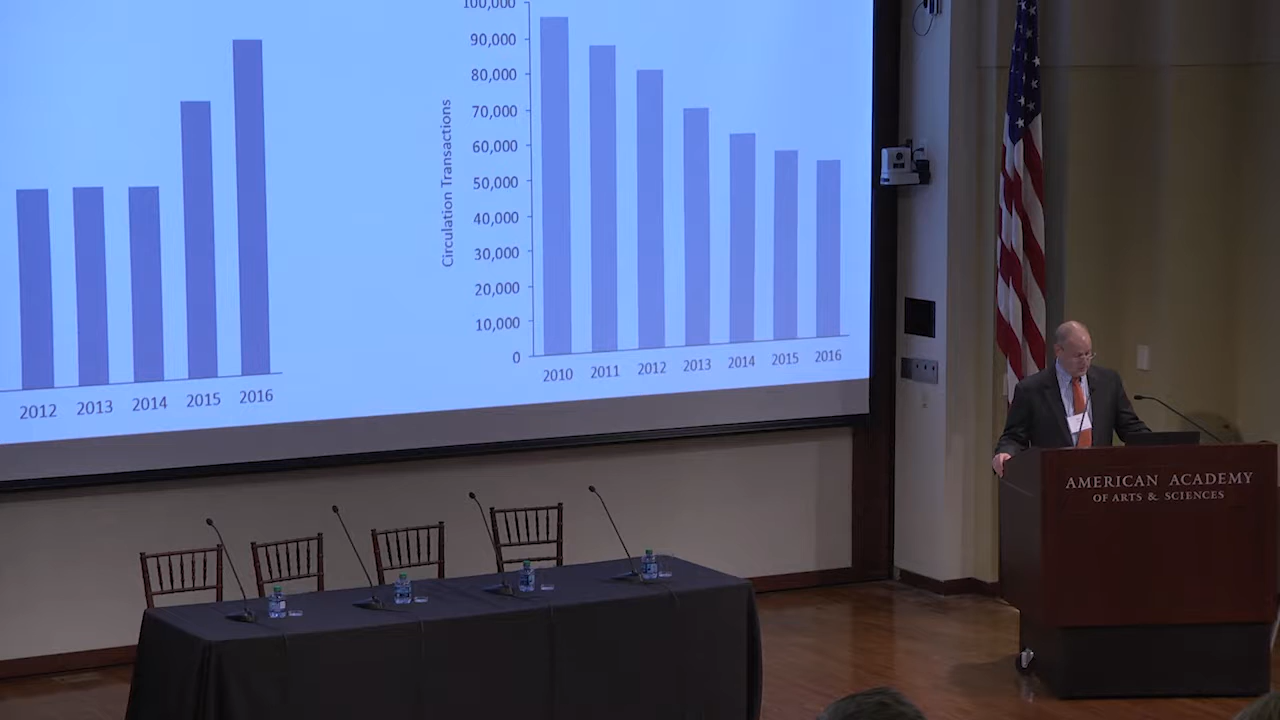 2012 2013 2014 2015 2016
Circulation Transactions
100,000
90,000
80,000
70,000
60,000
50,000
40,000
30,000
20,000
10,000
0
2010 2011 2012 2013 2014 2015 2016
AMERICAN ACADEMY
OF ARTS & SCIENCES